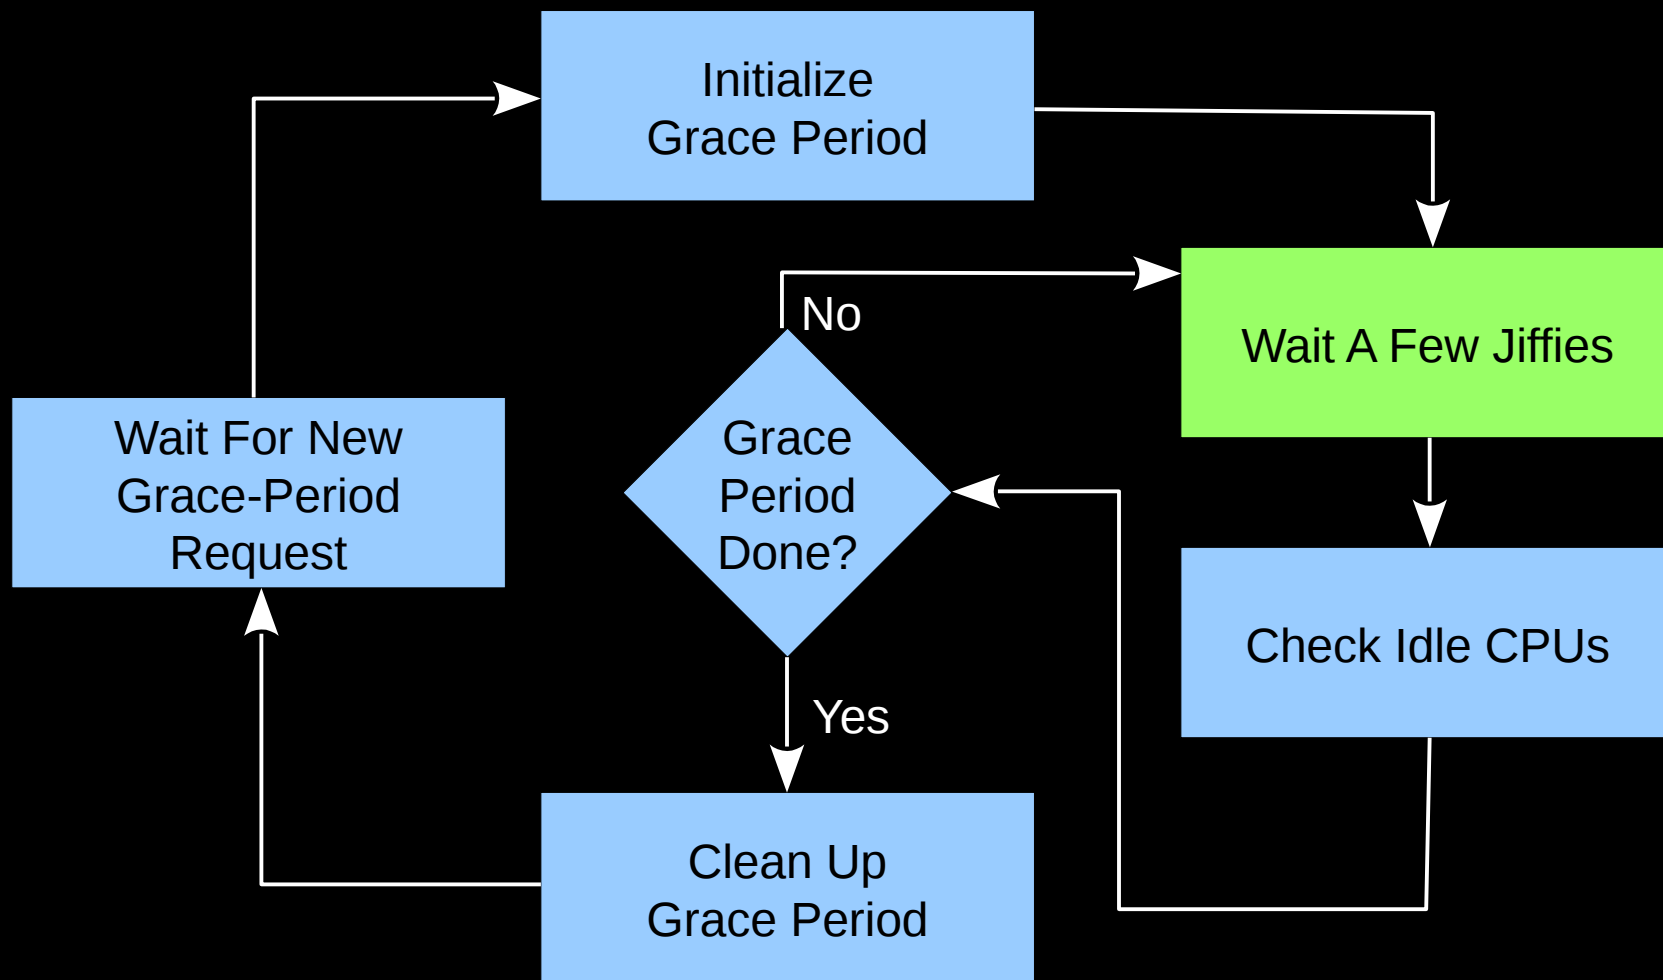 Initialize
Grace Period
No
Wait A Few Jiffies
Wait For New
Grace-Period
Request
Grace
Period
Done?
Check Idle CPUs
Yes
Clean Up
Grace Period